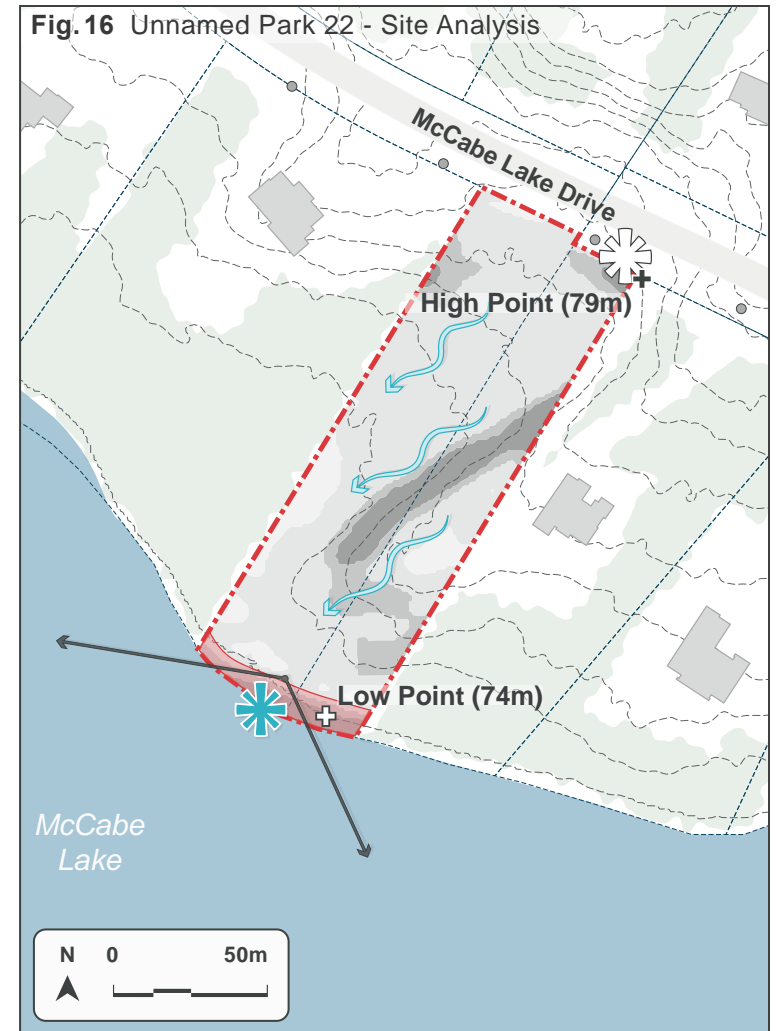 Fig.16 Unnamed Park 22 - Site Analysis
McCabe Lake Drive
High Point (79m)
Low Point (74m)
McCabe
Lake
N 0 50m